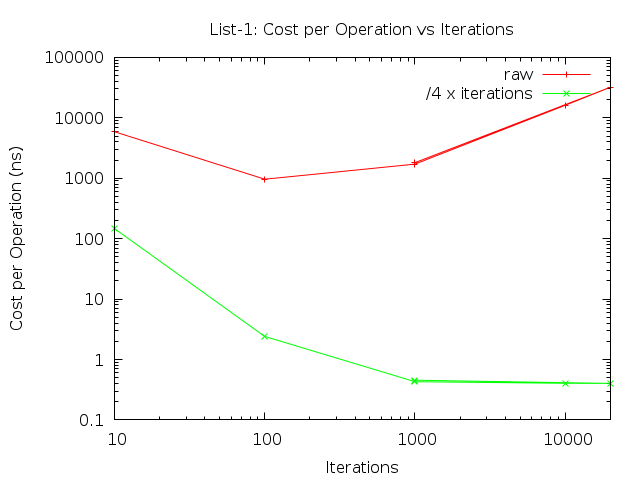 List-1: Cost per Operation vs Iterations
100000
10000
1000
100
10
1
0.1
Cost per Operation (ns)
raw
/4 x iterations
10
100
1000
10000
Iterations